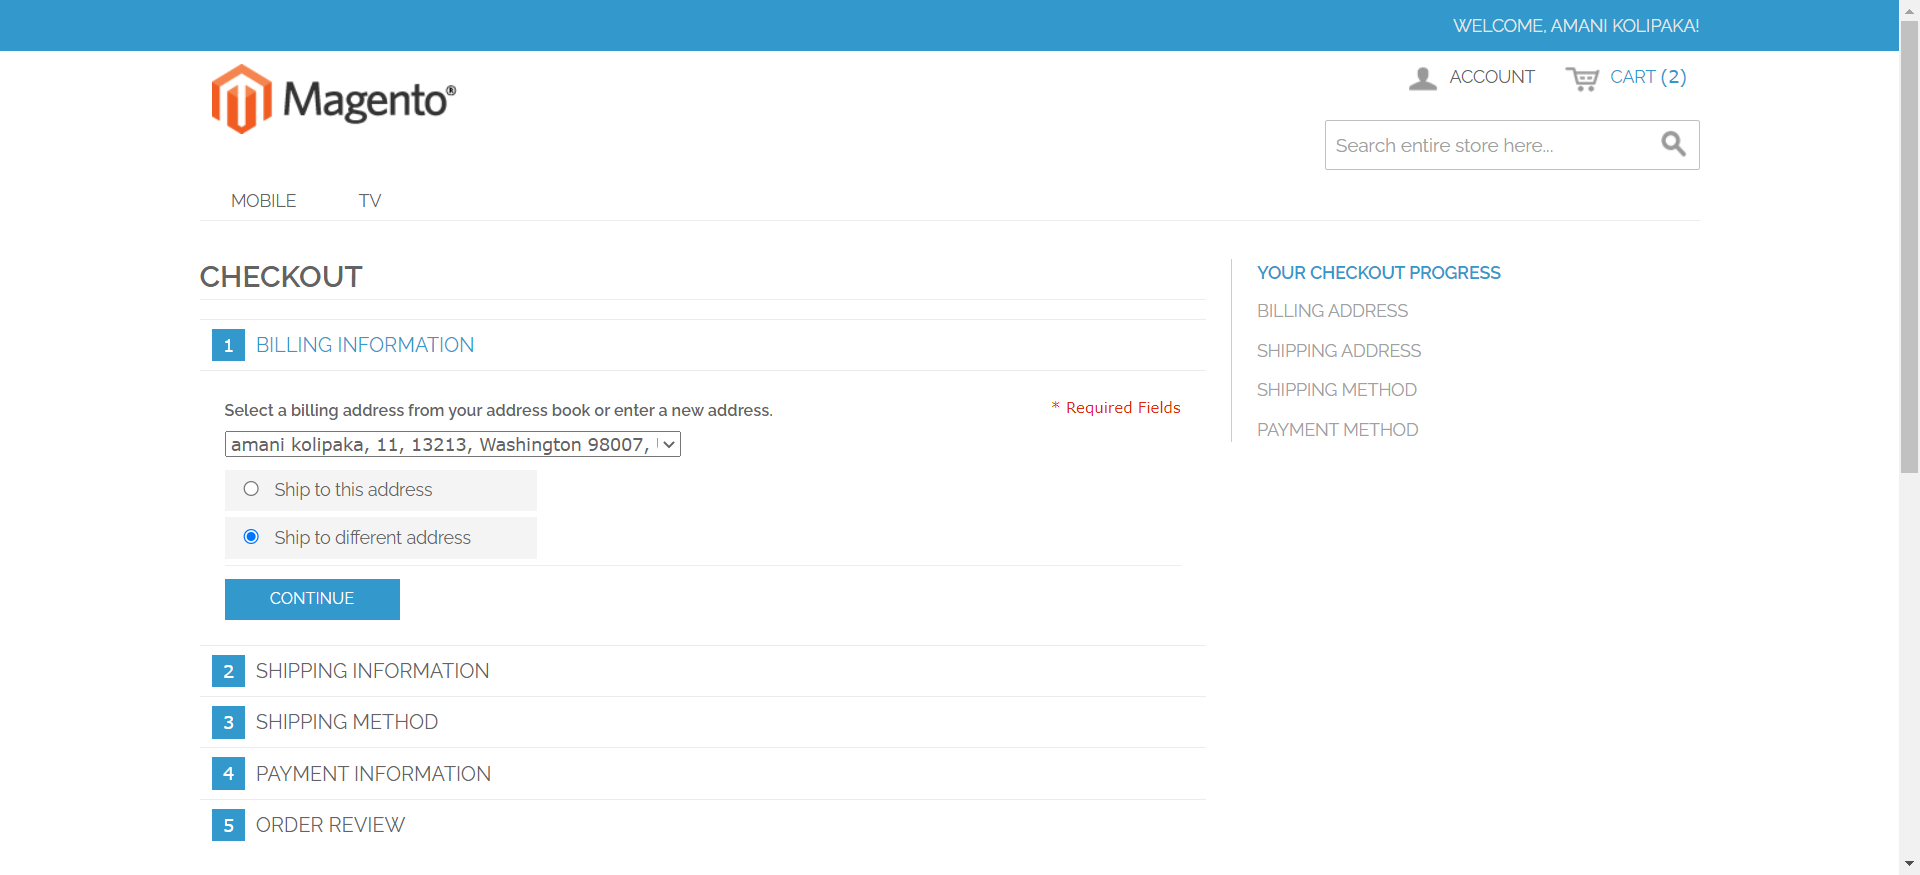 WELCOME, AMANI KOLIPAKA!
Magento®
ACCOUNT
CART (2)
Search entire store here...
MOBILE
TV
CHECKOUT
1 BILLING INFORMATION
Select a billing address from your address book or enter a new address.
* Required Fields
amani kolipaka, 11, 13213, Washington 98007,
Ship to this address
Ship to different address
CONTINUE
2 SHIPPING INFORMATION
3 SHIPPING METHOD
4 PAYMENT INFORMATION
5 ORDER REVIEW
YOUR CHECKOUT PROGRESS
BILLING ADDRESS
SHIPPING ADDRESS
SHIPPING METHOD
PAYMENT METHOD